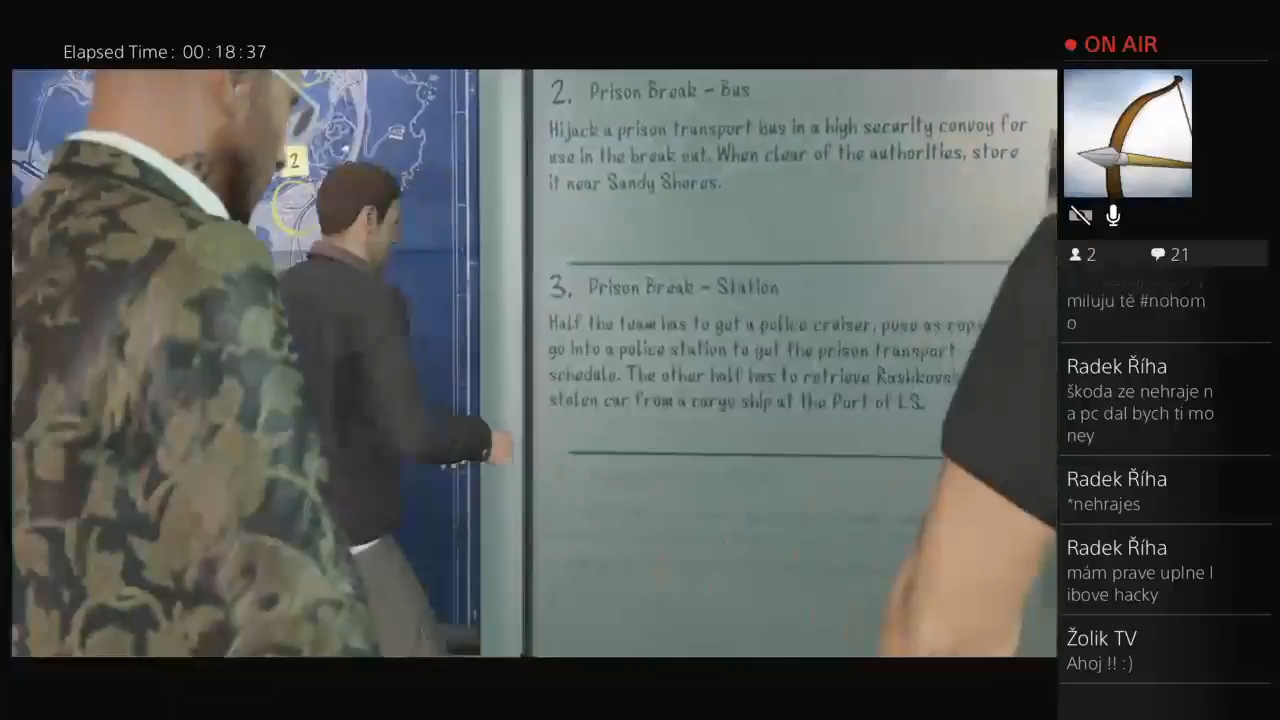 Elapsed Time: 00:18:37
ON AIR
2
2. Prison Break - Bus
Hijack a prison transport bus in a high security convoy for
use in the break out. When clear of the authorities, store
it near Sandy Shores.
3. Prison Break - Station
Half the team has to get a police cruiser, pose as cops
go into a police station to get the prison transport
schedule. The other half has to retrieve
stolen car from a cargo ship at the Port of LS.
2 21
miluju tě #nohom
o
Radek Říha
škoda ze nehraje n
a pc dal bych ti mo
ney
Radek Říha
*nehrajes
Radek Říha
mám prave uplne l
ibove hacky
Žolik TV
Ahoj !! :)